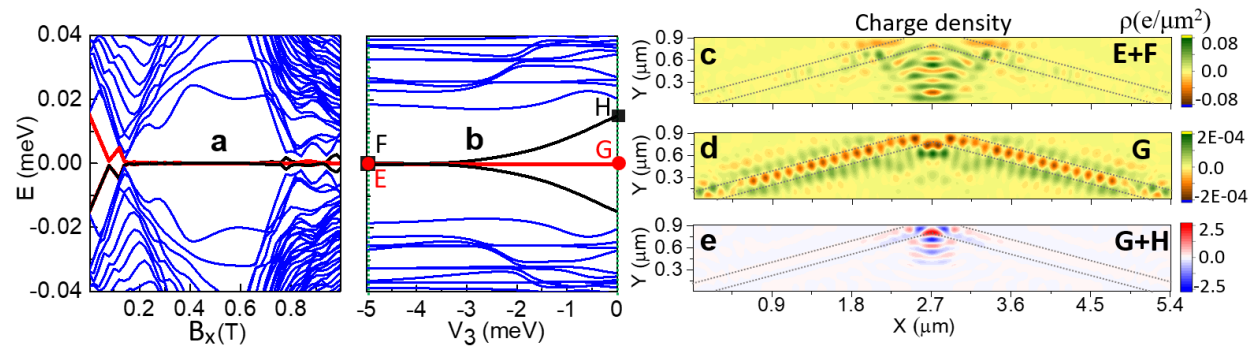 0.04
0.02
0.00
-0.02
-0.04
E (meV)
a
0.2 0.4 0.6 0.8
Bx(T)
b
F
E
H
G
-5 -4 -3 -2 -1 0
V3 (meV)
Charge density
ρ(e/μm²)
Y (μm)
0.9
0.6
0.3
c
E+F
0.08
0.0
-0.08
Y (μm)
0.9
0.6
0.3
d
G
2E-04
0.0
-2E-04
Y (μm)
0.9
0.6
0.3
e
G+H
2.5
0.0
-2.5
0.9 1.8 2.7 3.6 4.5 5.4
X (μm)